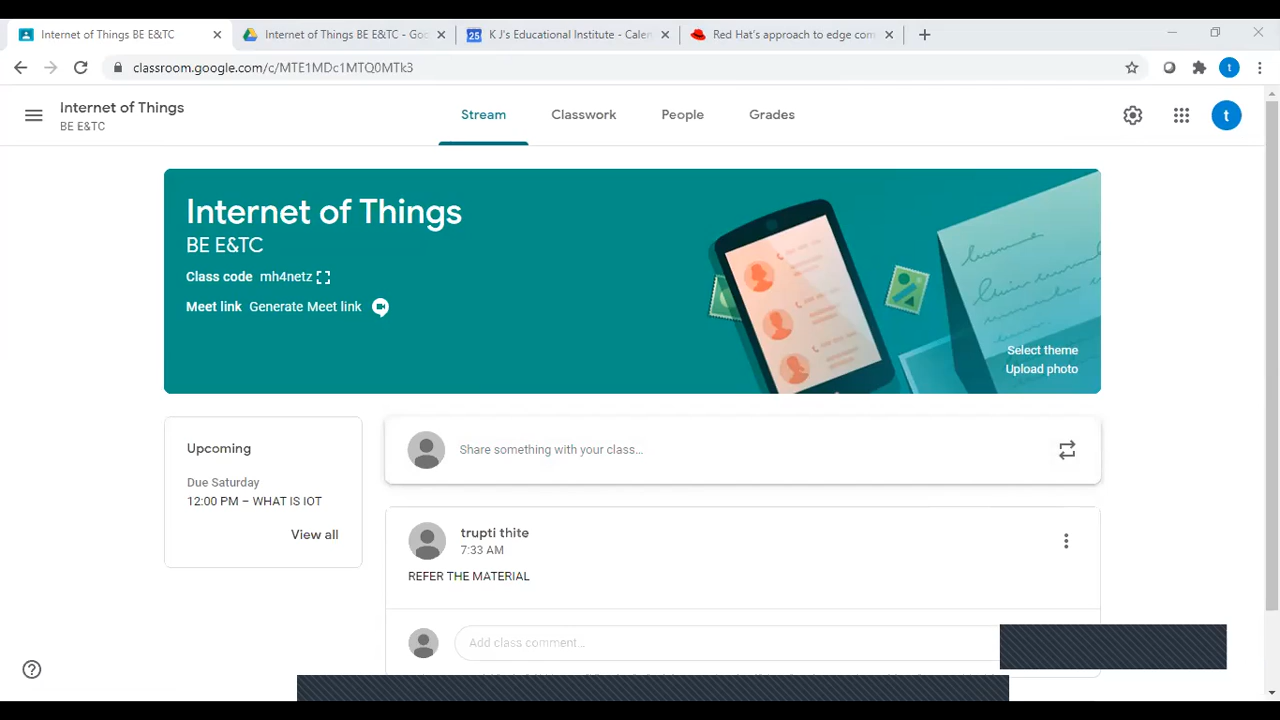 Internet of Things BE E&TC
Internet of Things BE E&TC - Goo
K J's Educational Institute - Calen
Red Hat's approach to edge com
classroom.google.com/c/MTE1MDc1MTQ0MTk3
t
Internet of Things
BE E&TC
Stream
Classwork
People
Grades
t
Internet of Things
BE E&TC
Class code mh4netz
Meet link Generate Meet link
Select theme
Upload photo
Upcoming
Due Saturday
12:00 PM – WHAT IS IOT
View all
Share something with your class...
trupti thite
7:33 AM
REFER THE MATERIAL
Add class comment...